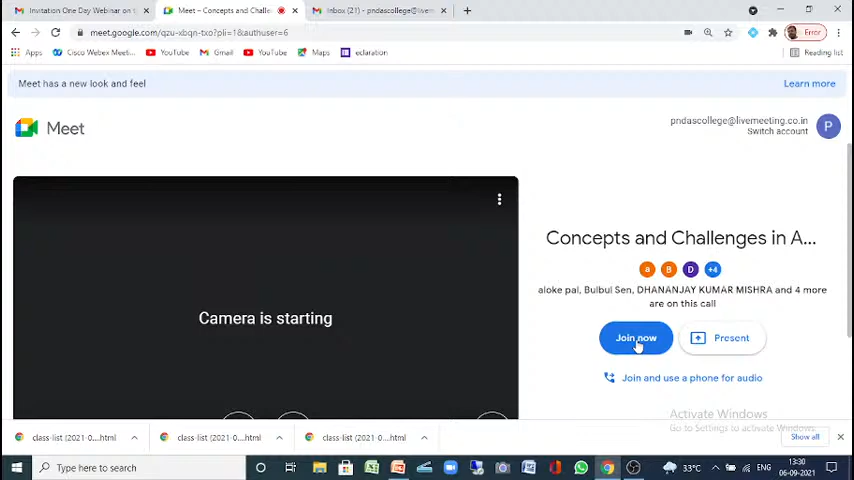 Invitation One Day Webinar on t
Meet – Concepts and Challe
Inbox (21) - pndascollege@livem
meet.google.com/qzu-xbqn-txo?pli=1&authuser=6
Error
Apps
Cisco Webex Meet...
YouTube
Gmail
YouTube
Maps
eclaration
Reading list
Meet has a new look and feel
Learn more
Meet
pndascollege@livemeeting.co.in
Switch account
P
Camera is starting
Concepts and Challenges in A...
a B D +4
aloke pal, Bulbul Sen, DHANANJAY KUMAR MISHRA and 4 more
are on this call
Join now
Present
Join and use a phone for audio
Activate Windows
Go to Settings to activate Windows.
class-list (2021-0....html
class-list (2021-0....html
class-list (2021-0....html
Show all
Type here to search
33°C
ENG
13:30
06-09-2021